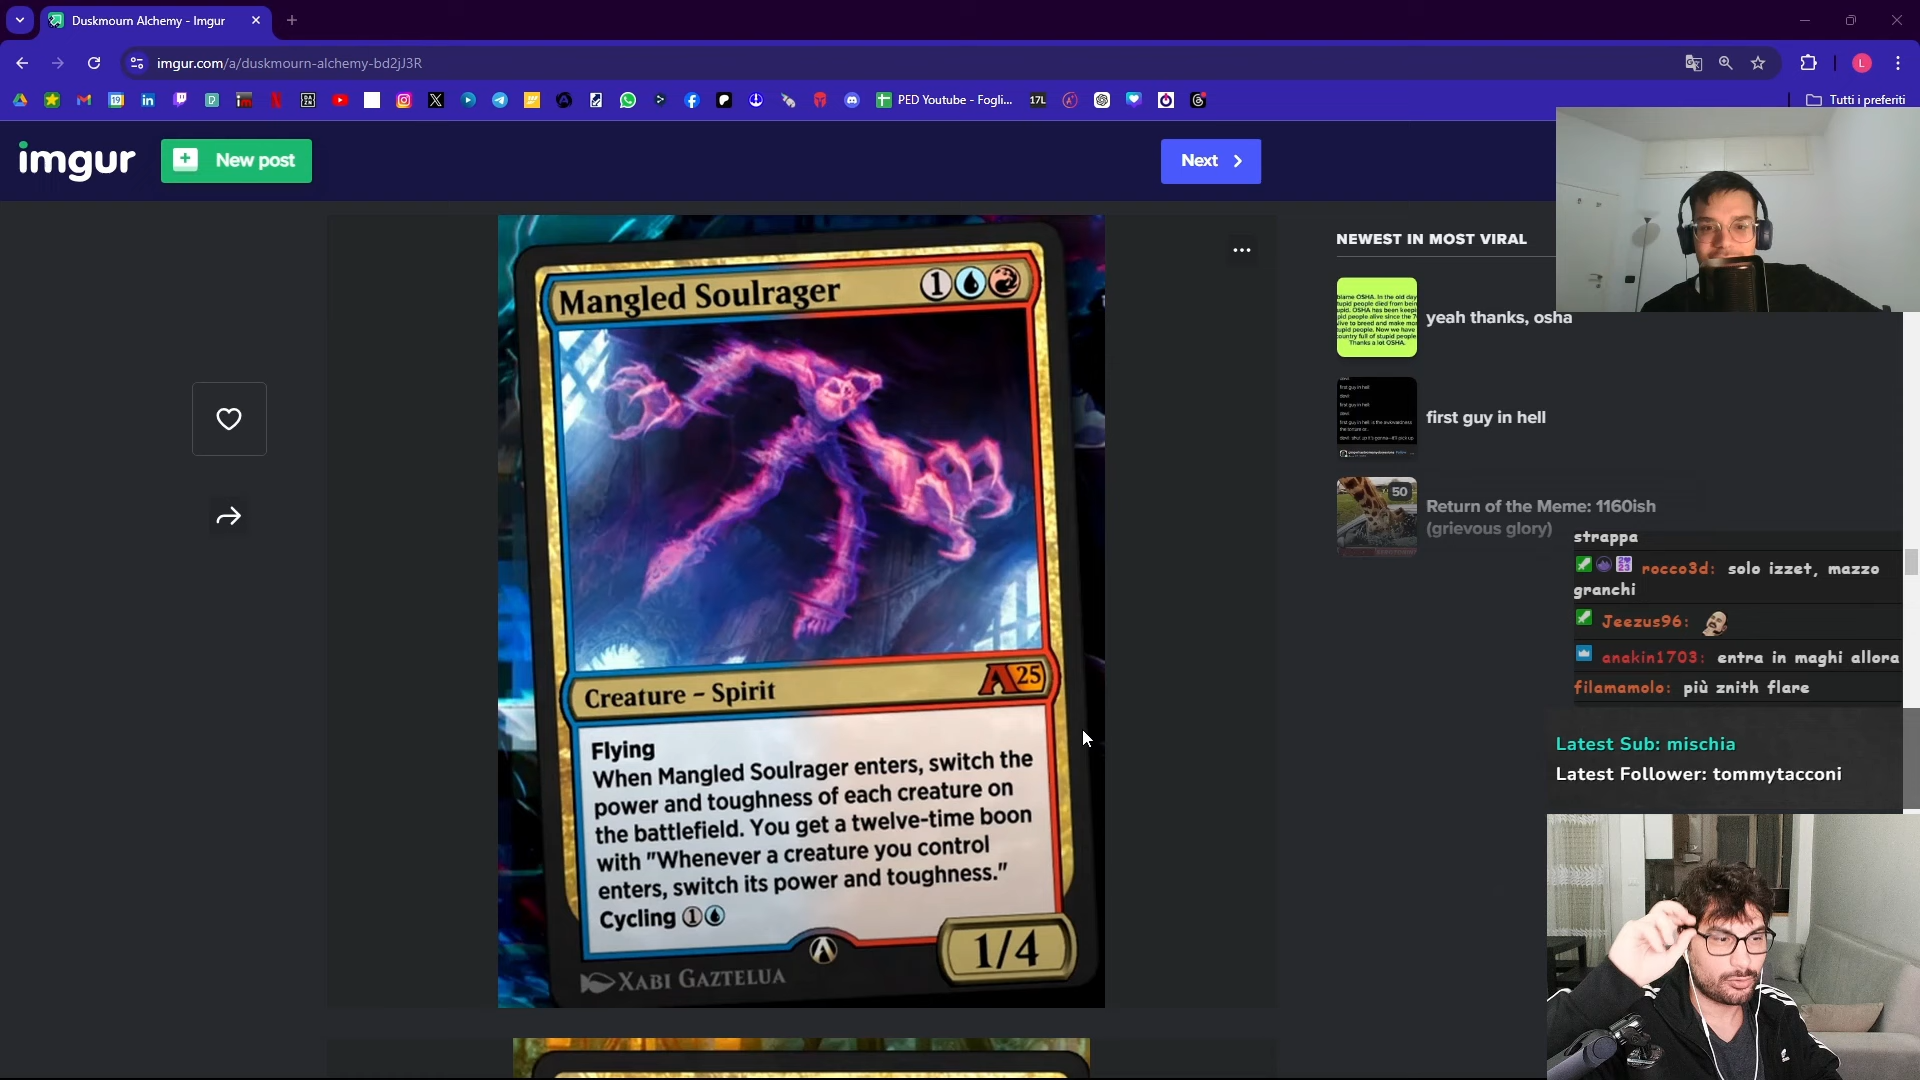 Duskmourn Alchemy - Imgur
imgur.com/a/duskmourn-alchemy-bd2jJ3R
PED Youtube - Fogli...
17L
Tutti i preferiti
imgur
New post
Next
NEWEST IN MOST VIRAL
yeah thanks, osha
first guy in hell
50
Return of the Meme: 1160ish
(grievous glory)
Mangled Soulrager
1
Creature – Spirit
A25
Flying
When Mangled Soulrager enters, switch the
power and toughness of each creature on
the battlefield. You get a twelve-time boon
with "Whenever a creature you control
enters, switch its power and toughness."
Cycling 1
1/4
XABI GAZTELUA
strappa
rocco3d: solo izzet, mazzo
granchi
Jeezus96:
anakin1703: entra in maghi allora
filamamolo: più znith flare
Latest Sub: mischia
Latest Follower: tommytacconi